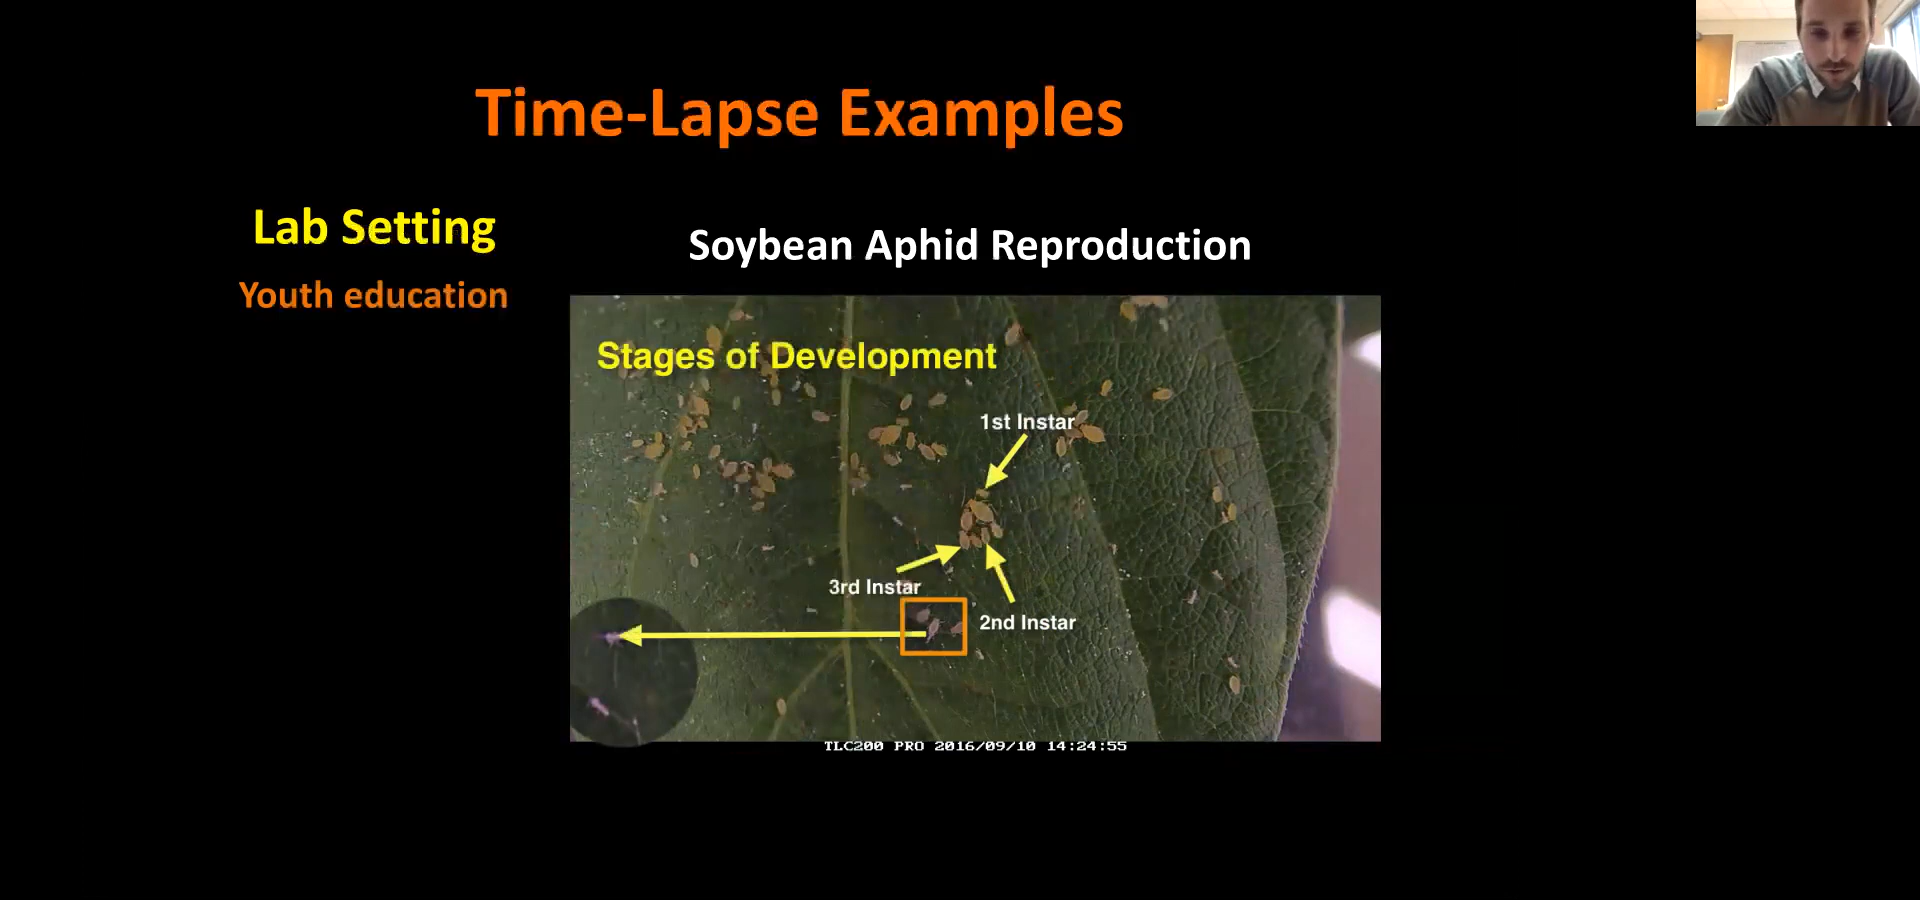 Time-Lapse Examples
Lab Setting
Youth education
Soybean Aphid Reproduction
Stages of Development
1st Instar
3rd Instar
2nd Instar
TLC200 PRO 2016/09/10 14:24:55